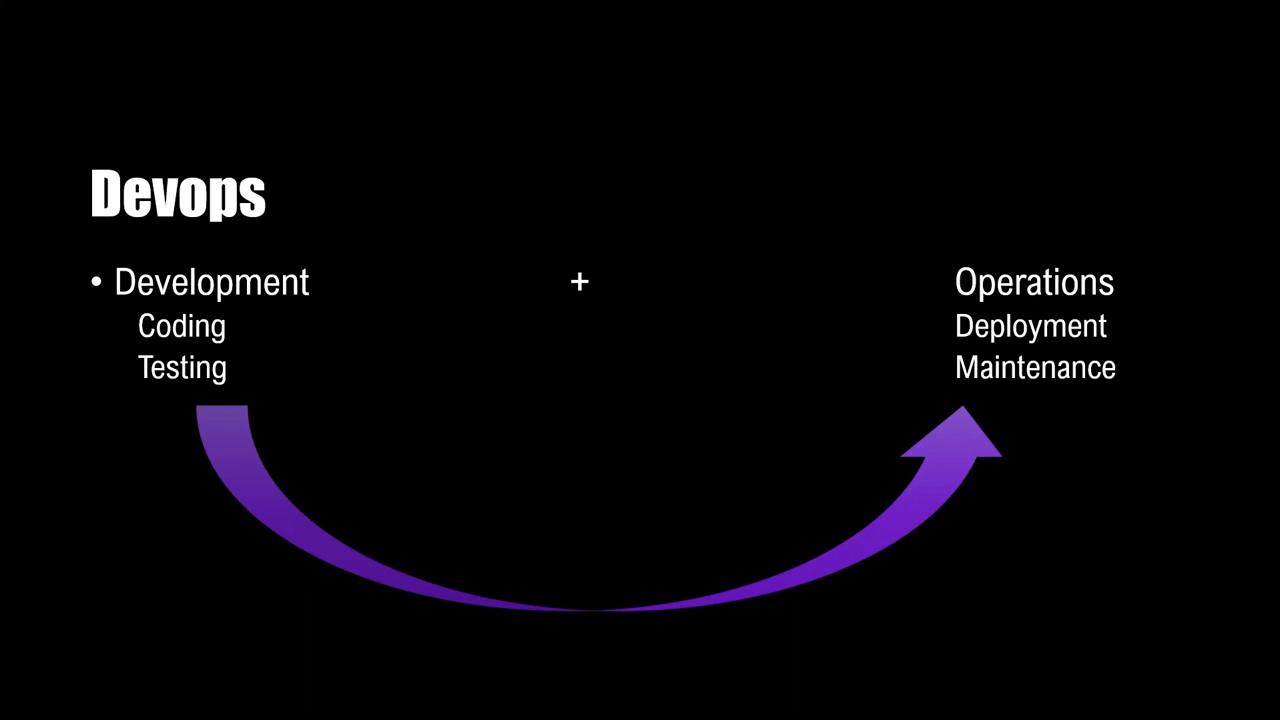 Devops
• Development + Operations
Coding Deployment
Testing Maintenance